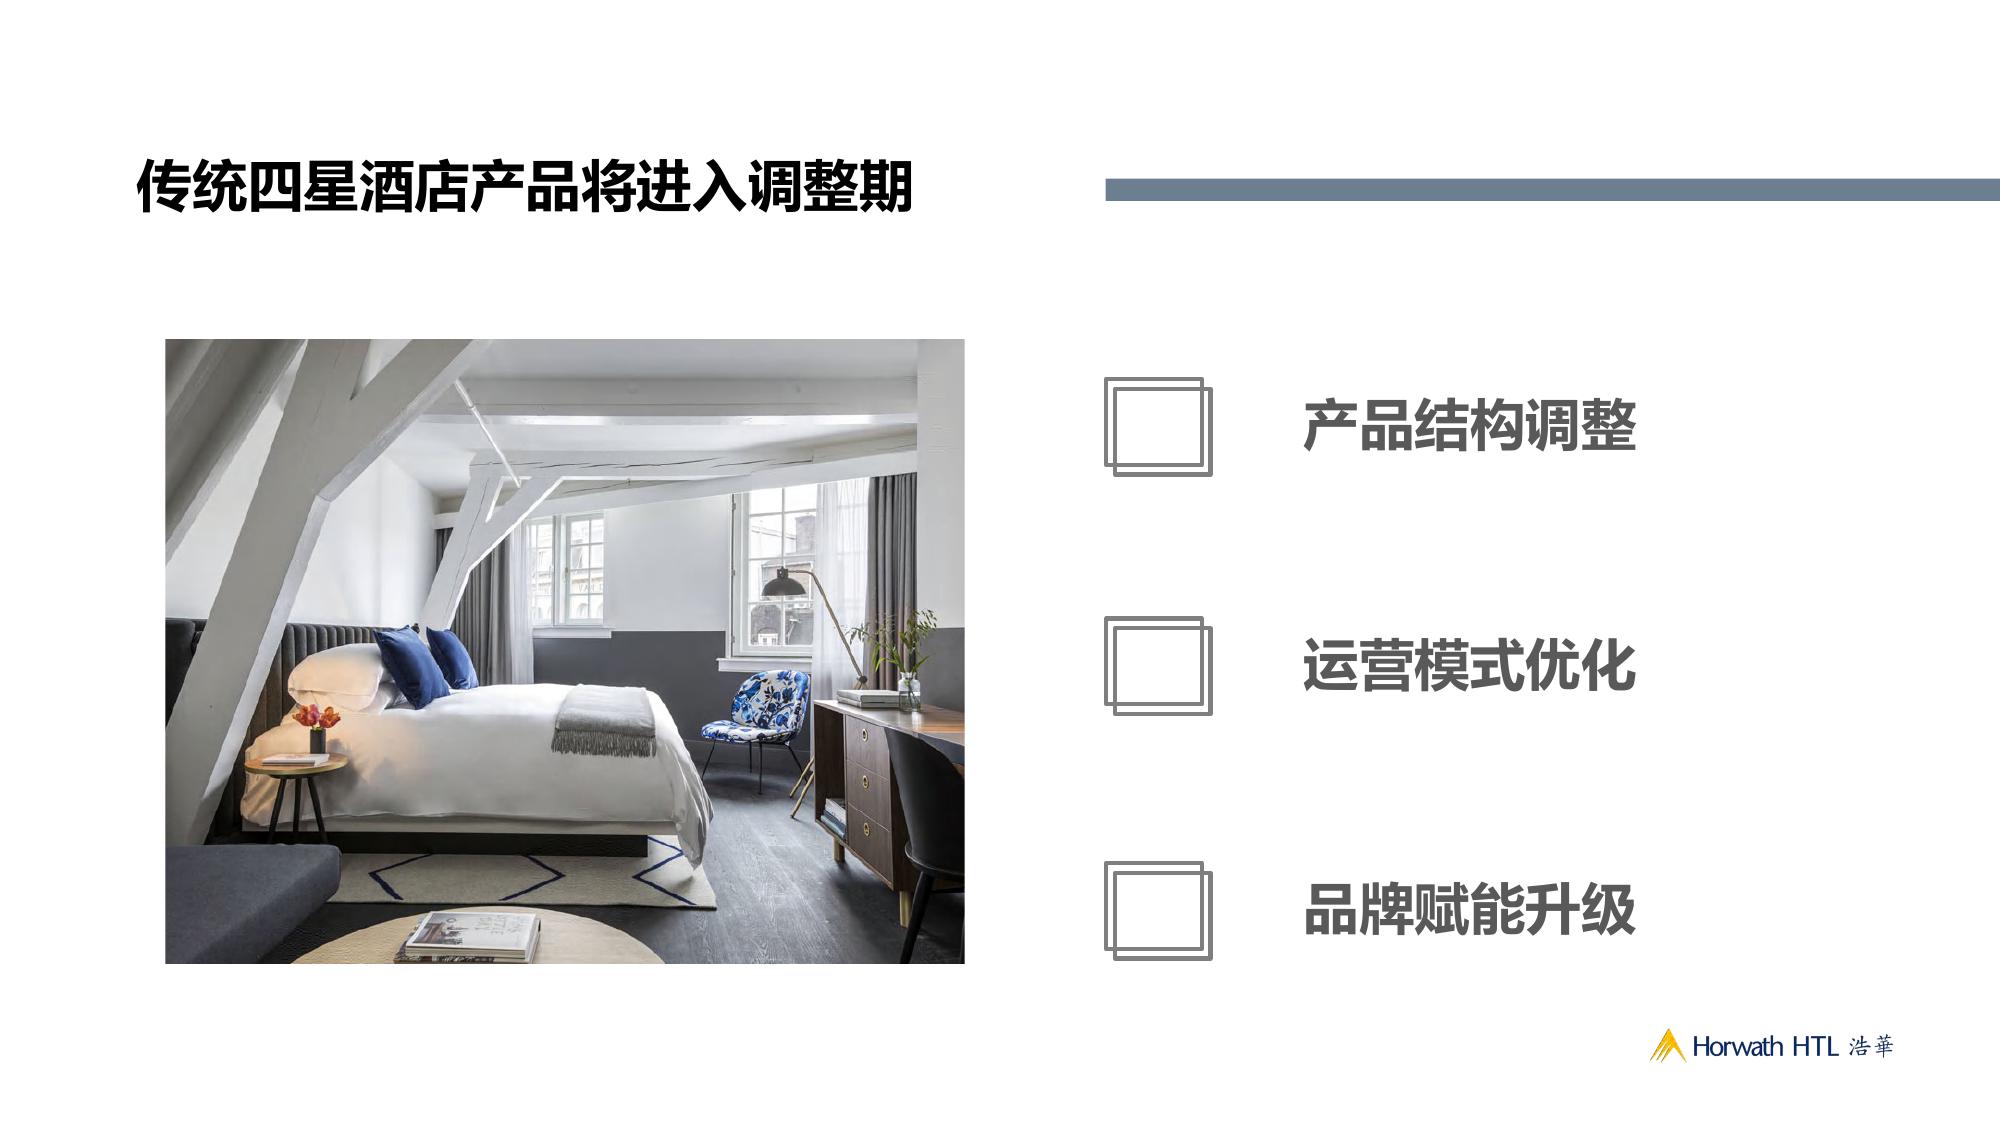 传统四星酒店产品将进入调整期
产品结构调整
运营模式优化
品牌赋能升级
Horwath HTL 浩華